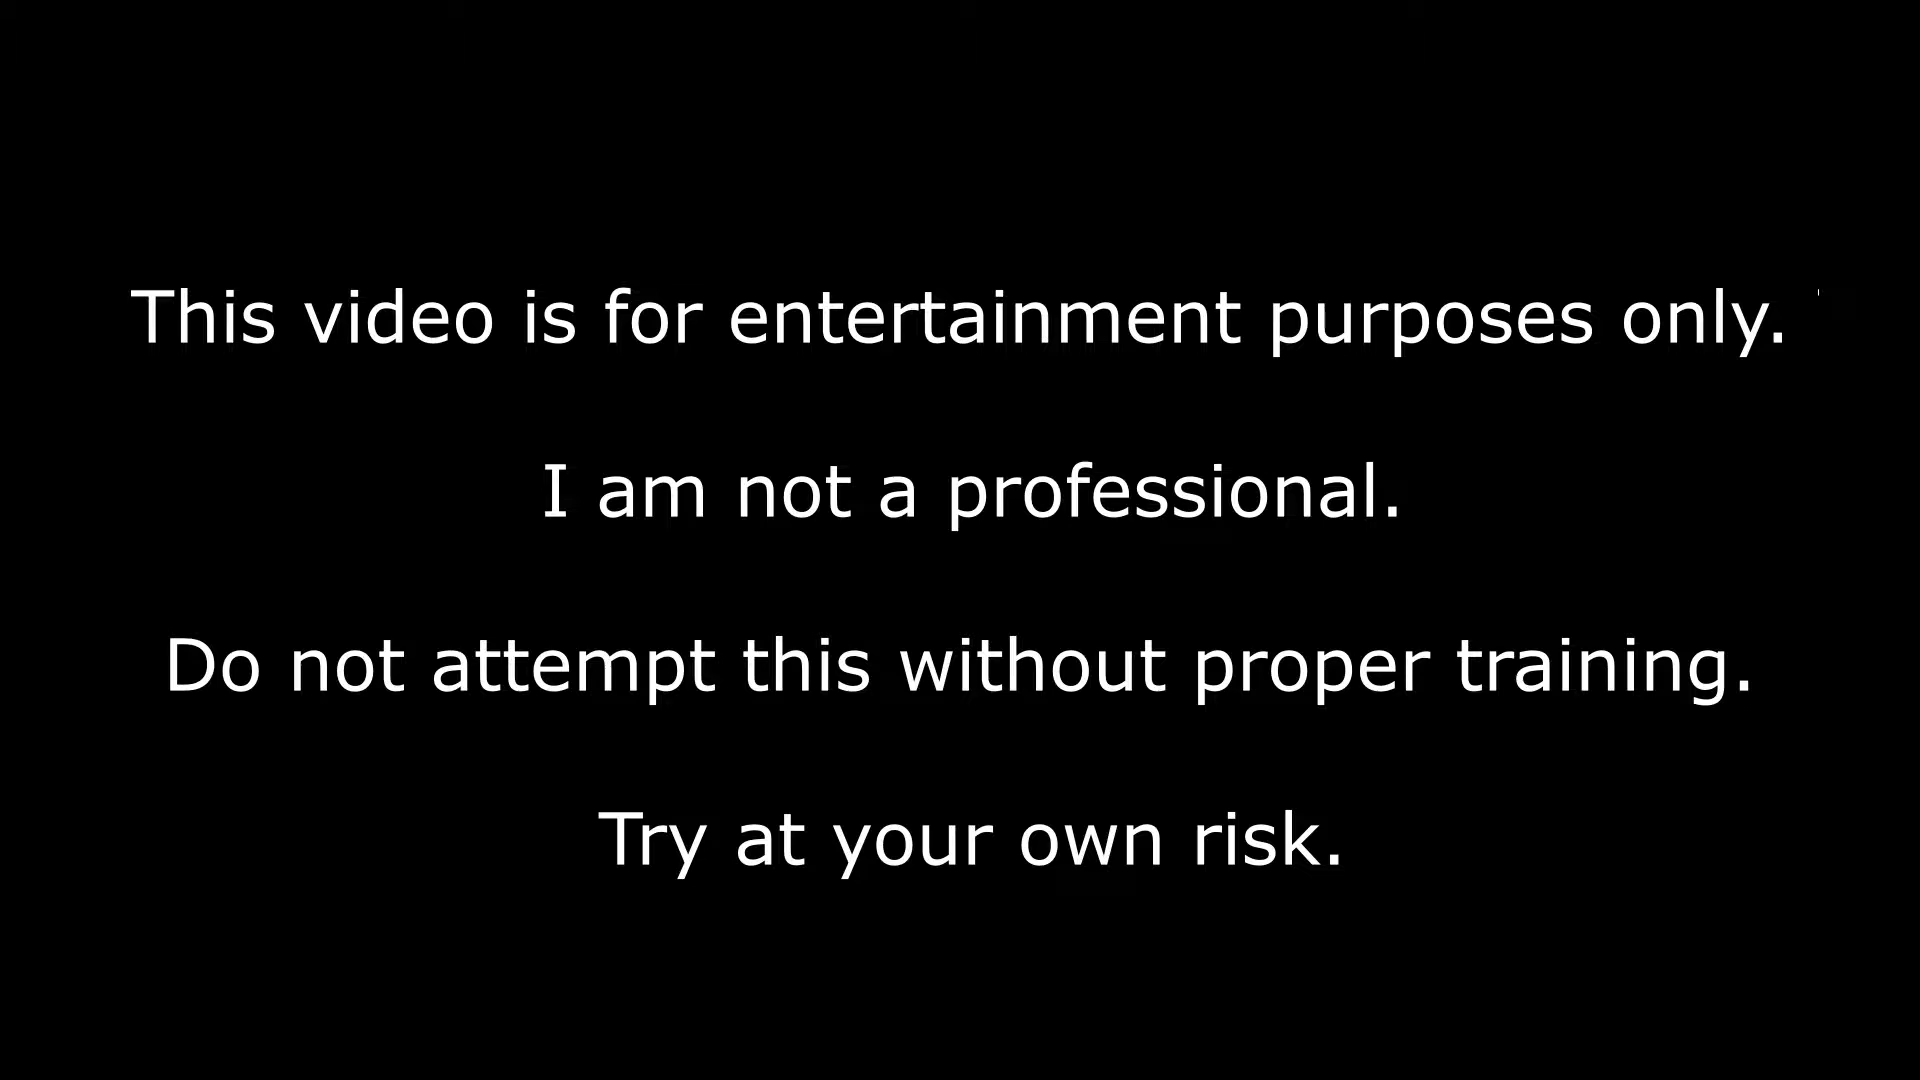 This video is for entertainment purposes only.
I am not a professional.
Do not attempt this without proper training.
Try at your own risk.